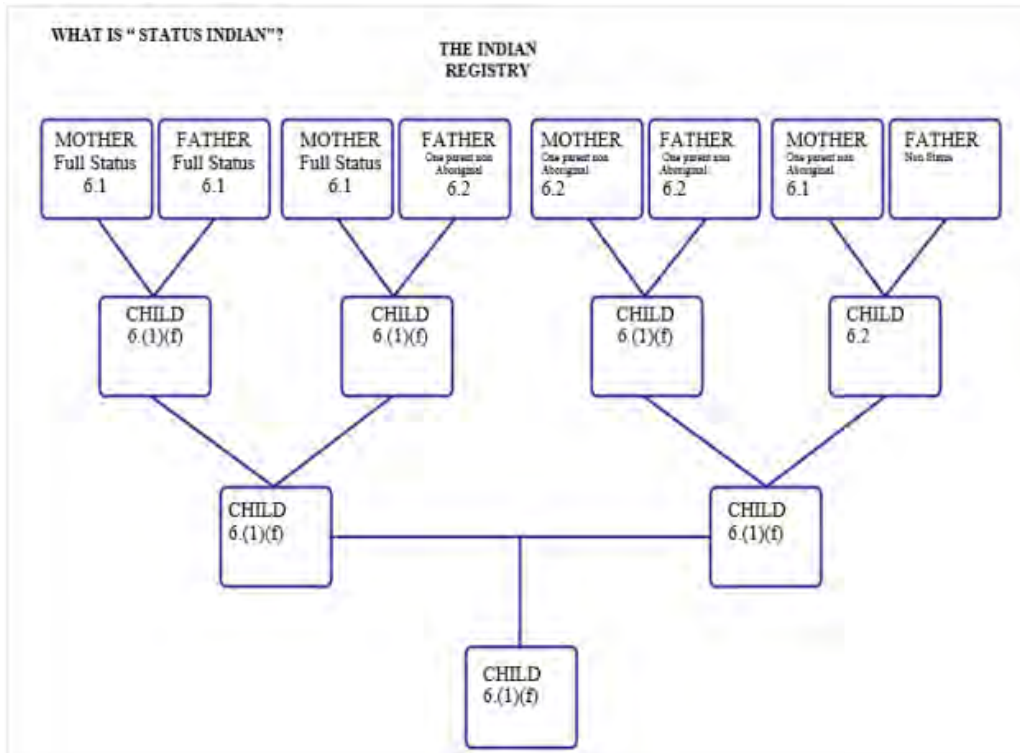 WHAT IS “ STATUS INDIAN”?
THE INDIAN
REGISTRY
MOTHER
Full Status
6.1
FATHER
Full Status
6.1
MOTHER
Full Status
6.1
FATHER
One parent non
Aboriginal
6.2
MOTHER
One parent non
Aboriginal
6.2
FATHER
One parent non
Aboriginal
6.2
MOTHER
One parent non
Aboriginal
6.1
FATHER
Non Status
CHILD
6.(1)(f)
CHILD
6.(1)(f)
CHILD
6.(1)(f)
CHILD
6.2
CHILD
6.(1)(f)
CHILD
6.(1)(f)
CHILD
6.(1)(f)